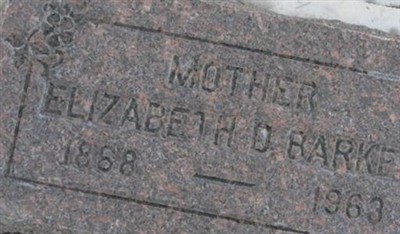 MOTHER
ELIZABETH D. BARKE
1868 — 1963